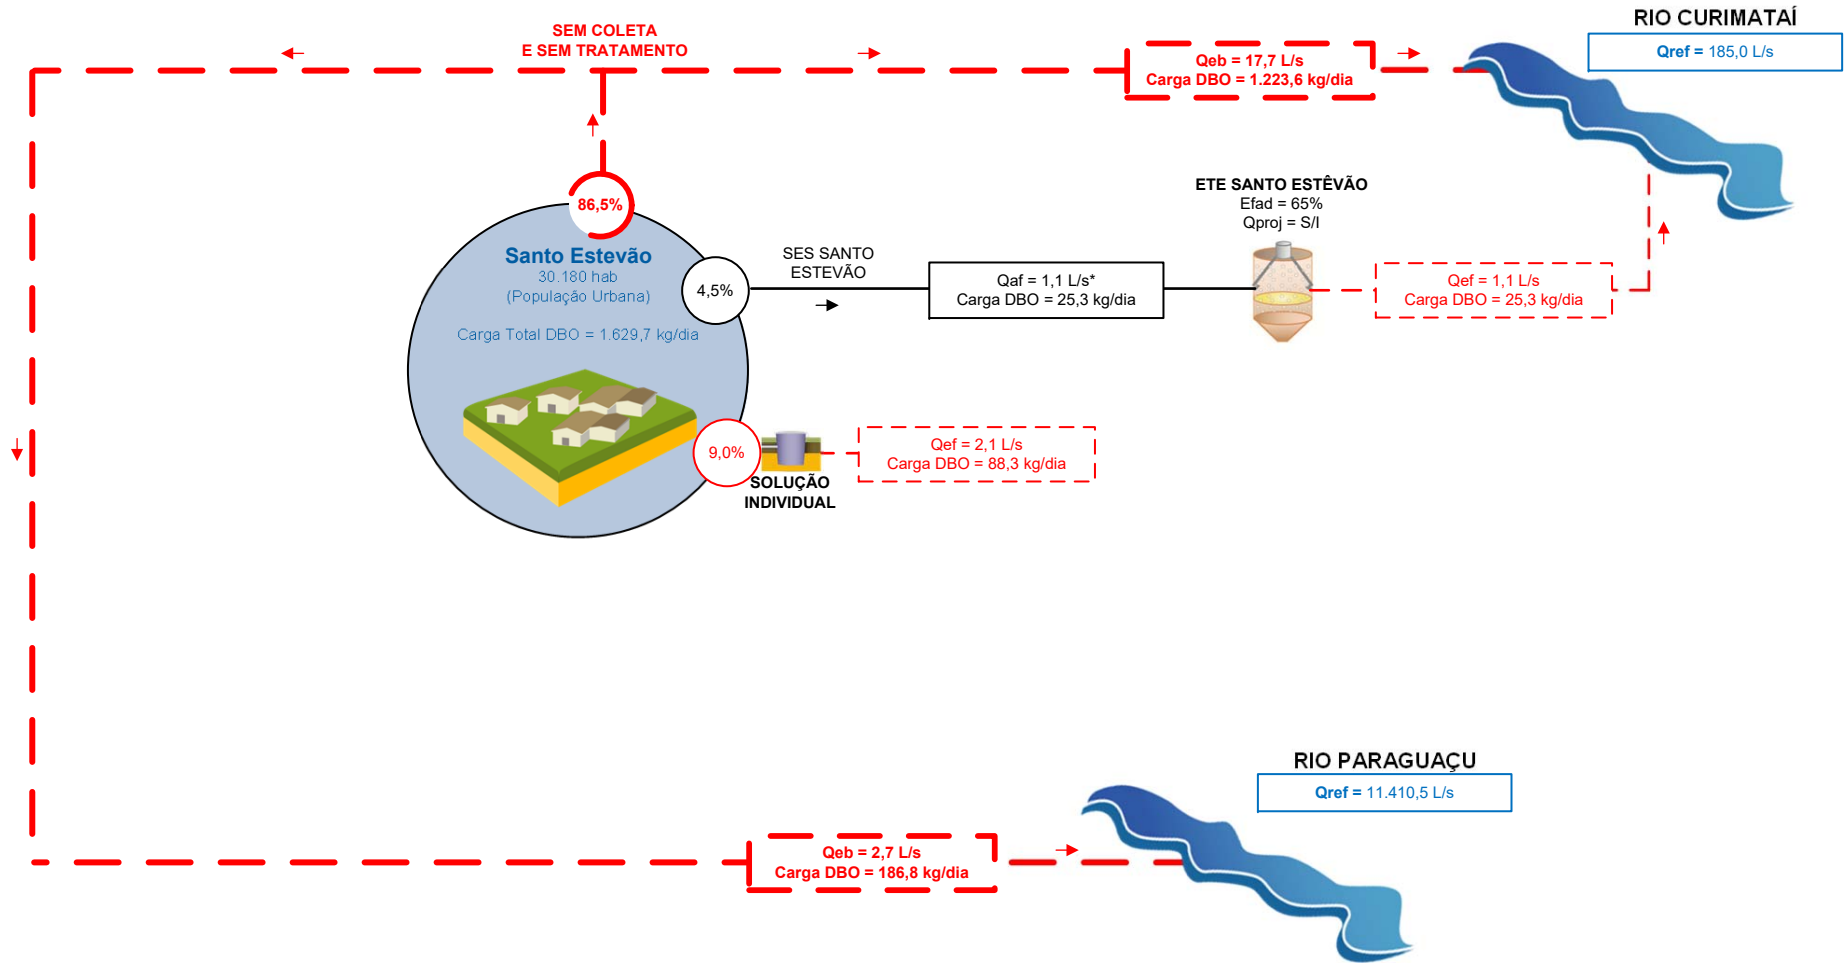 SEM COLETA
E SEM TRATAMENTO
Qeb = 17,7 L/s
Carga DBO = 1.223,6 kg/dia
RIO CURIMATAÍ
Qref = 185,0 L/s
86,5%
Santo Estevão
30.180 hab
(População Urbana)
Carga Total DBO = 1.629,7 kg/dia
4,5%
SES SANTO
ESTEVÃO
Qaf = 1,1 L/s*
Carga DBO = 25,3 kg/dia
ETE SANTO ESTÊVÃO
Efad = 65%
Qproj = S/I
Qef = 1,1 L/s
Carga DBO = 25,3 kg/dia
9,0%
SOLUÇÃO
INDIVIDUAL
Qef = 2,1 L/s
Carga DBO = 88,3 kg/dia
RIO PARAGUAÇU
Qref = 11.410,5 L/s
Qeb = 2,7 L/s
Carga DBO = 186,8 kg/dia